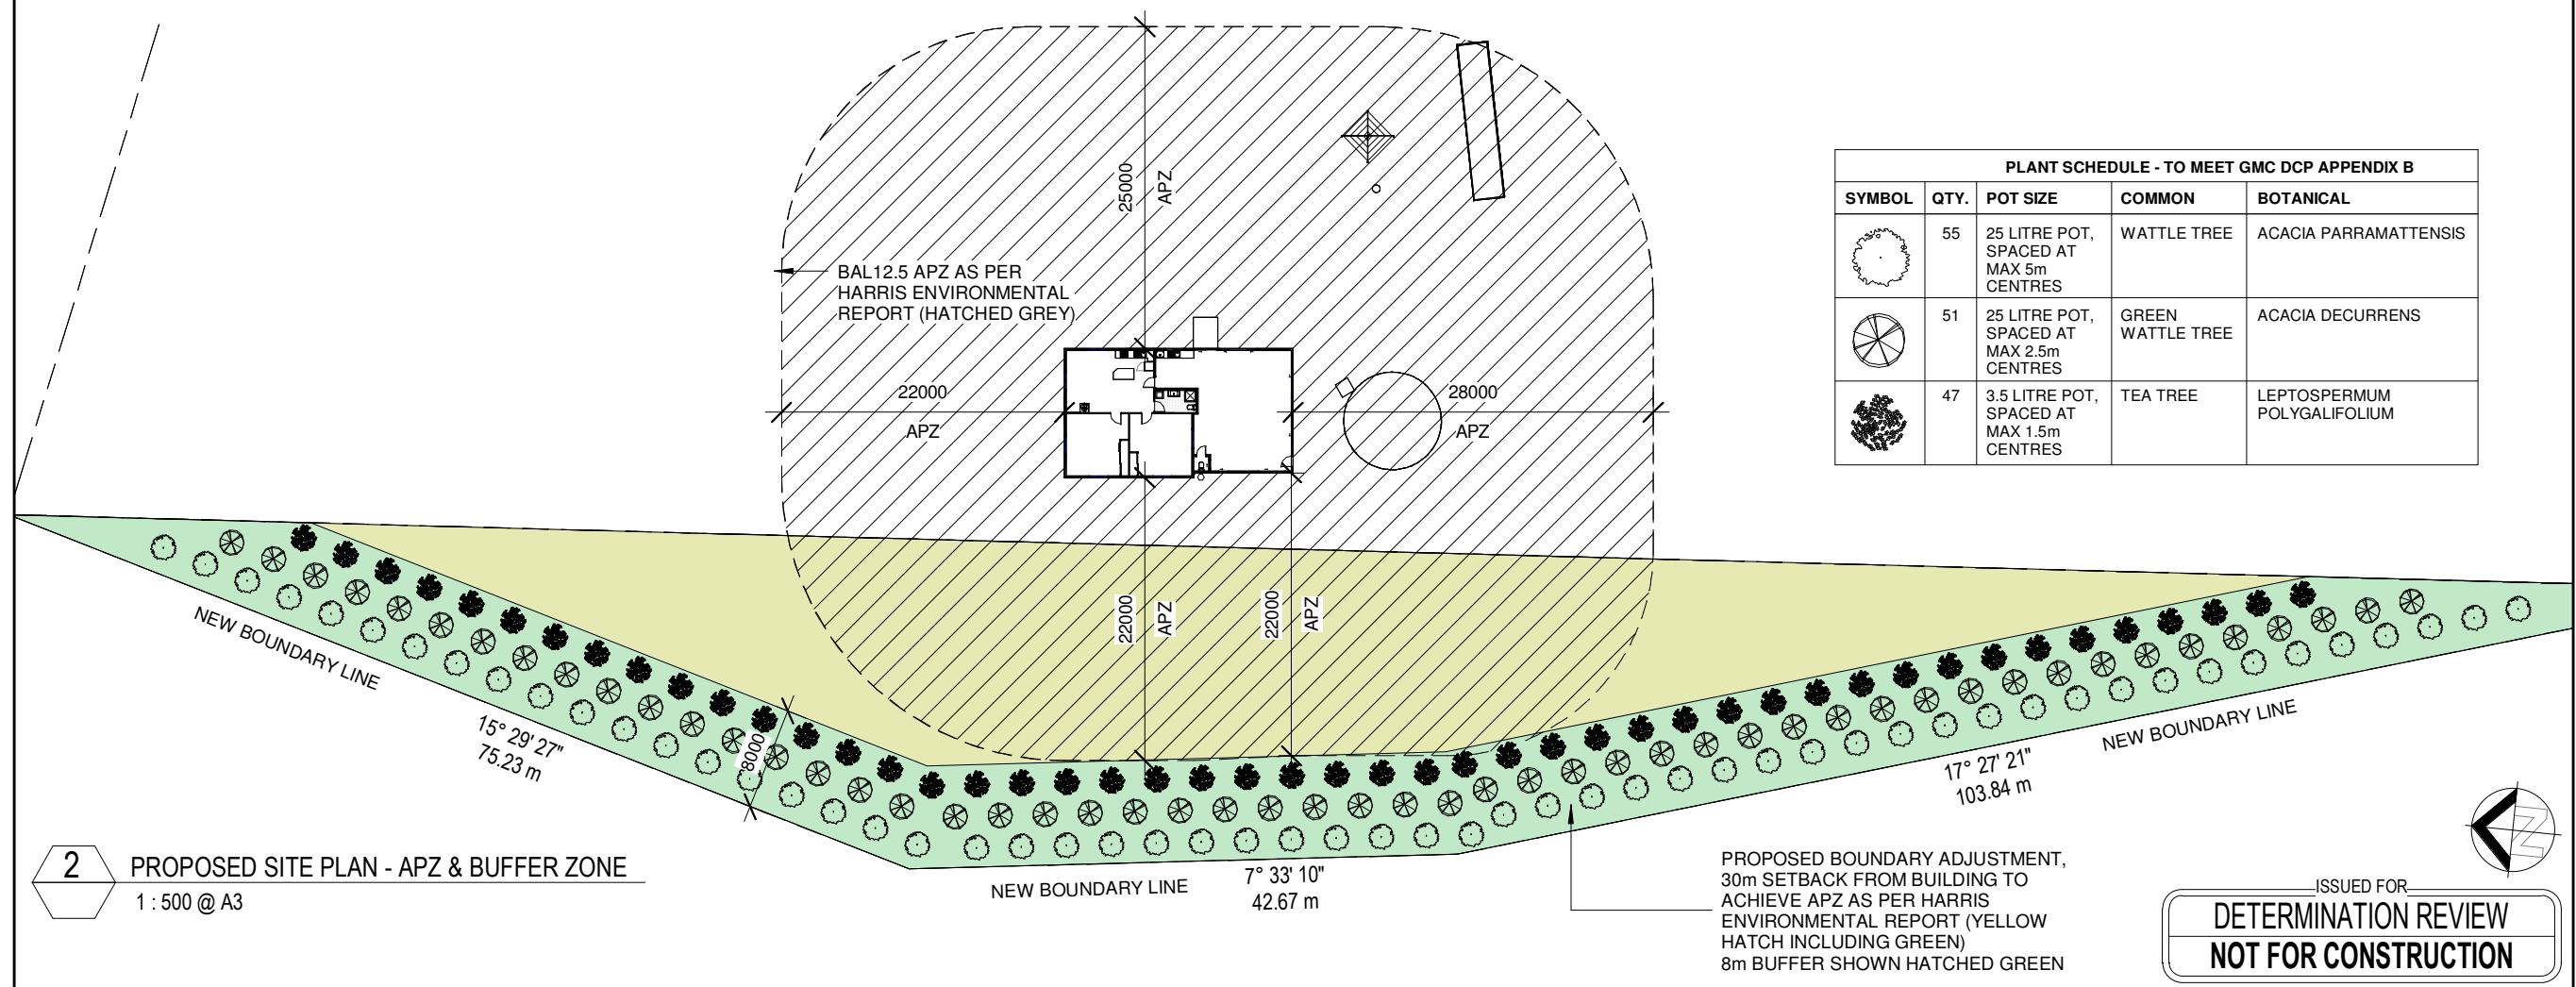 25000
APZ
BAL12.5 APZ AS PER
HARRIS ENVIRONMENTAL
REPORT (HATCHED GREY)
22000
APZ
28000
APZ
22000
APZ
22000
APZ
PLANT SCHEDULE - TO MEET GMC DCP APPENDIX B
SYMBOL QTY. POT SIZE COMMON BOTANICAL
55 25 LITRE POT, WATTLE TREE ACACIA PARRAMATTENSIS
SPACED AT
MAX 5m
CENTRES
51 25 LITRE POT, GREEN ACACIA DECURRENS
SPACED AT WATTLE TREE
MAX 2.5m
CENTRES
47 3.5 LITRE POT, TEA TREE LEPTOSPERMUM
SPACED AT POLYGALIFOLIUM
MAX 1.5m
CENTRES
NEW BOUNDARY LINE
15° 29' 27"
75.23 m
8000
NEW BOUNDARY LINE
7° 33' 10"
42.67 m
17° 27' 21"
103.84 m
NEW BOUNDARY LINE
2
PROPOSED SITE PLAN - APZ & BUFFER ZONE
1 : 500 @ A3
PROPOSED BOUNDARY ADJUSTMENT,
30m SETBACK FROM BUILDING TO
ACHIEVE APZ AS PER HARRIS
ENVIRONMENTAL REPORT (YELLOW
HATCH INCLUDING GREEN)
8m BUFFER SHOWN HATCHED GREEN
N
ISSUED FOR
DETERMINATION REVIEW
NOT FOR CONSTRUCTION